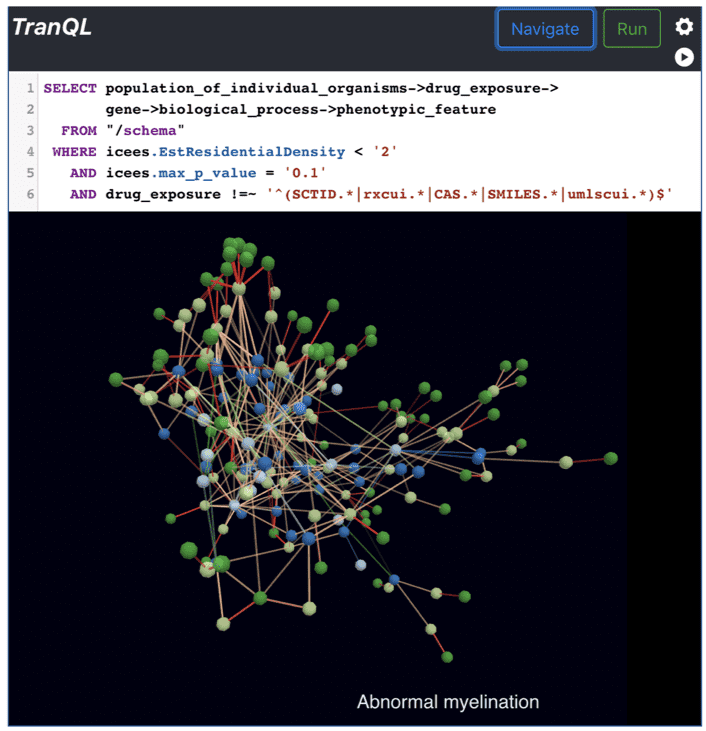 TranQL
Navigate
Run
1 SELECT population_of_individual_organisms->drug_exposure->
2 gene->biological_process->phenotypic_feature
3 FROM "/schema"
4 WHERE icees.EstResidentialDensity < '2'
5 AND icees.max_p_value = '0.1'
6 AND drug_exposure !=~ '^(SCTID.*|rxcui.*|CAS.*|SMILES.*|umlscui.*)$'
Abnormal myelination